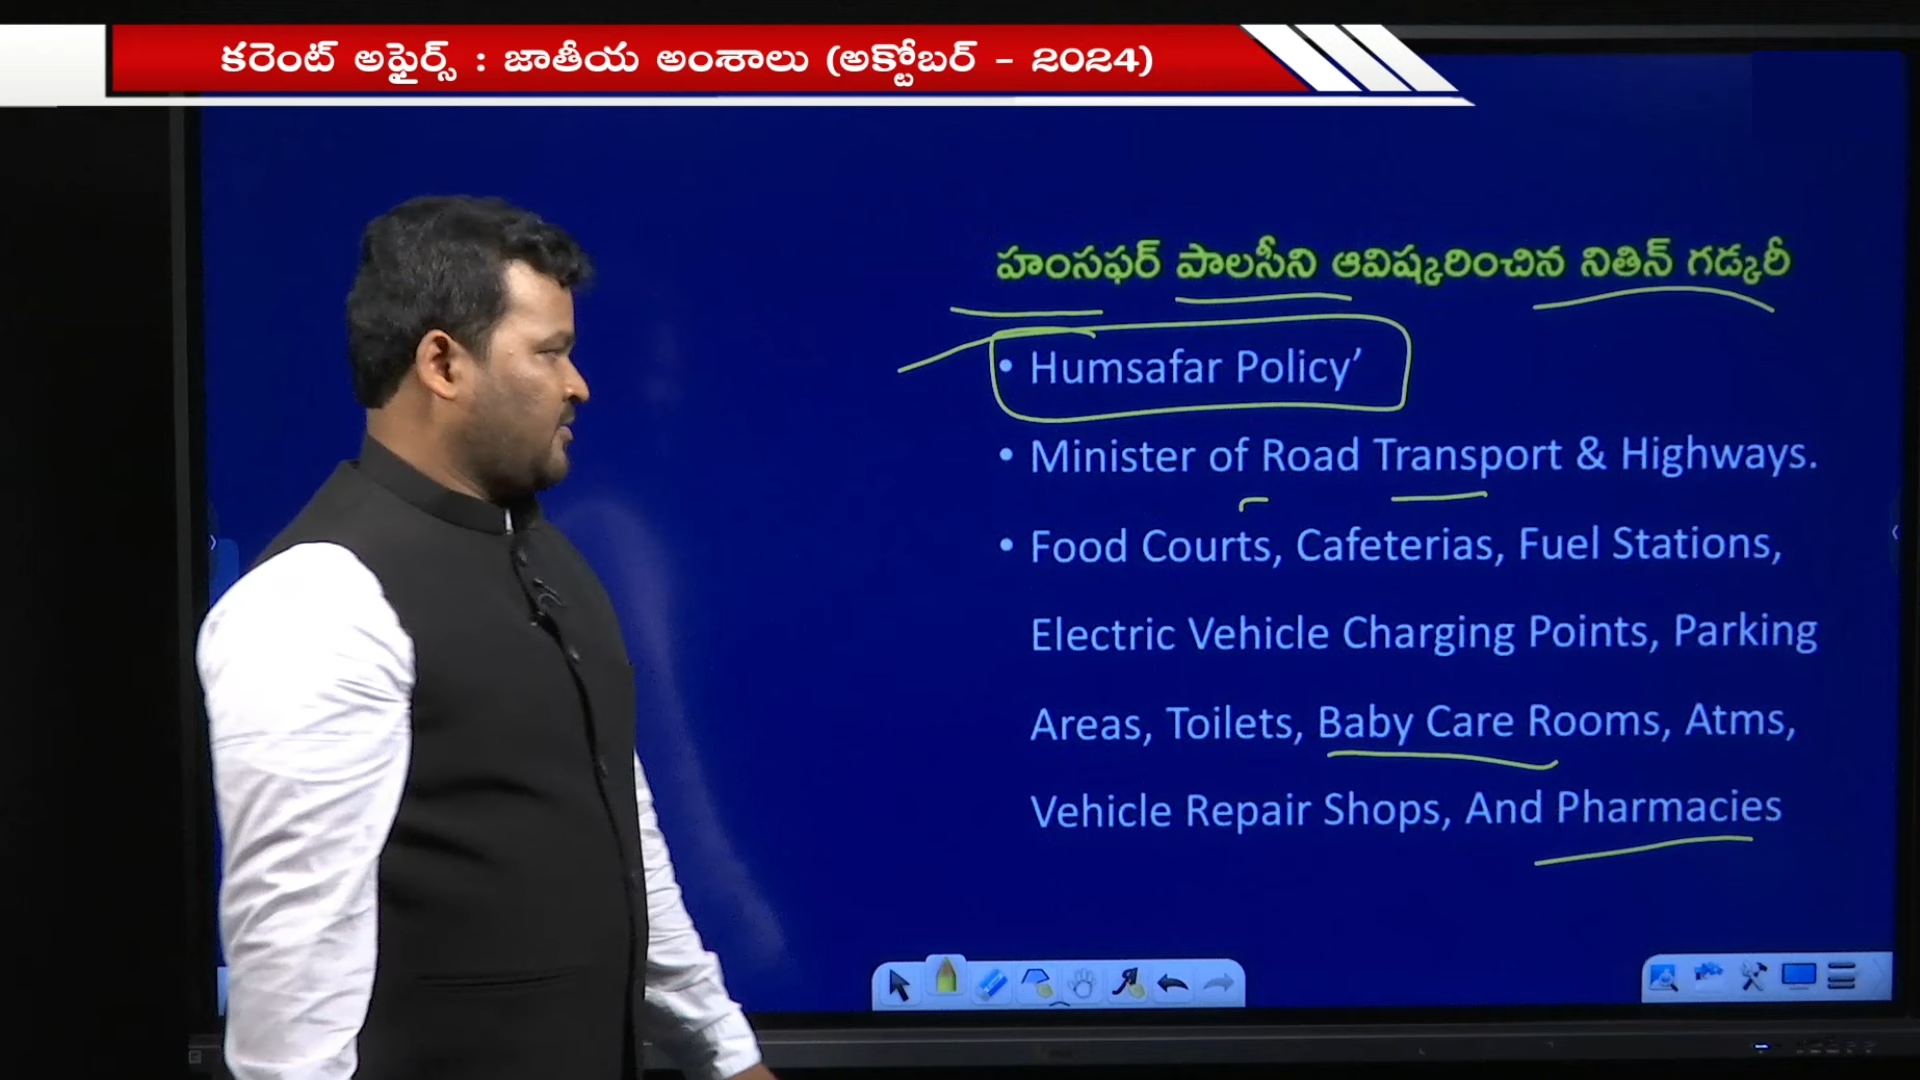 కరెంట్ అఫైర్స్ : జాతీయ అంశాలు (అక్టోబర్ - 2024)
హంసఫర్ పాలసీని ఆవిష్కరించిన నితిన్ గడ్కరీ
• Humsafar Policy’
• Minister of Road Transport & Highways.
• Food Courts, Cafeterias, Fuel Stations,
Electric Vehicle Charging Points, Parking
Areas, Toilets, Baby Care Rooms, Atms,
Vehicle Repair Shops, And Pharmacies